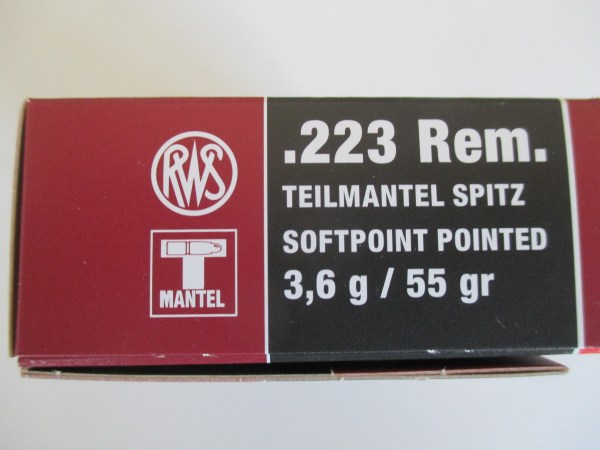 RWS
T
MANTEL
.223 Rem.
TEILMANTEL SPITZ
SOFTPOINT POINTED
3,6 g / 55 gr